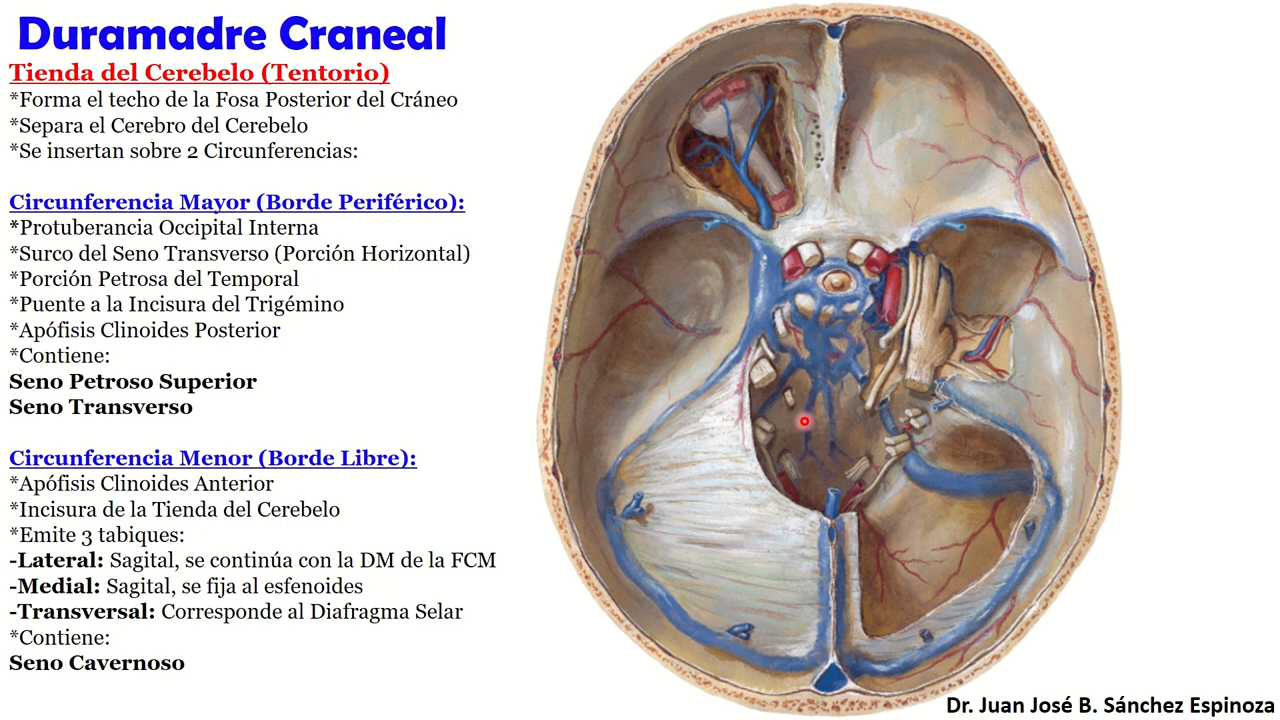 Duramadre Craneal
Tienda del Cerebelo (Tentorio)
*Forma el techo de la Fosa Posterior del Cráneo
*Separa el Cerebro del Cerebelo
*Se insertan sobre 2 Circunferencias:
Circunferencia Mayor (Borde Periférico):
*Protuberancia Occipital Interna
*Surco del Seno Transverso (Porción Horizontal)
*Porción Petrosa del Temporal
*Puente a la Incisura del Trigémino
*Apófisis Clinoides Posterior
*Contiene:
Seno Petroso Superior
Seno Transverso
Circunferencia Menor (Borde Libre):
*Apófisis Clinoides Anterior
*Incisura de la Tienda del Cerebelo
*Emite 3 tabiques:
-Lateral: Sagital, se continúa con la DM de la FCM
-Medial: Sagital, se fija al esfenoides
-Transversal: Corresponde al Diafragma Selar
*Contiene:
Seno Cavernoso
Dr. Juan José B. Sánchez Espinoza